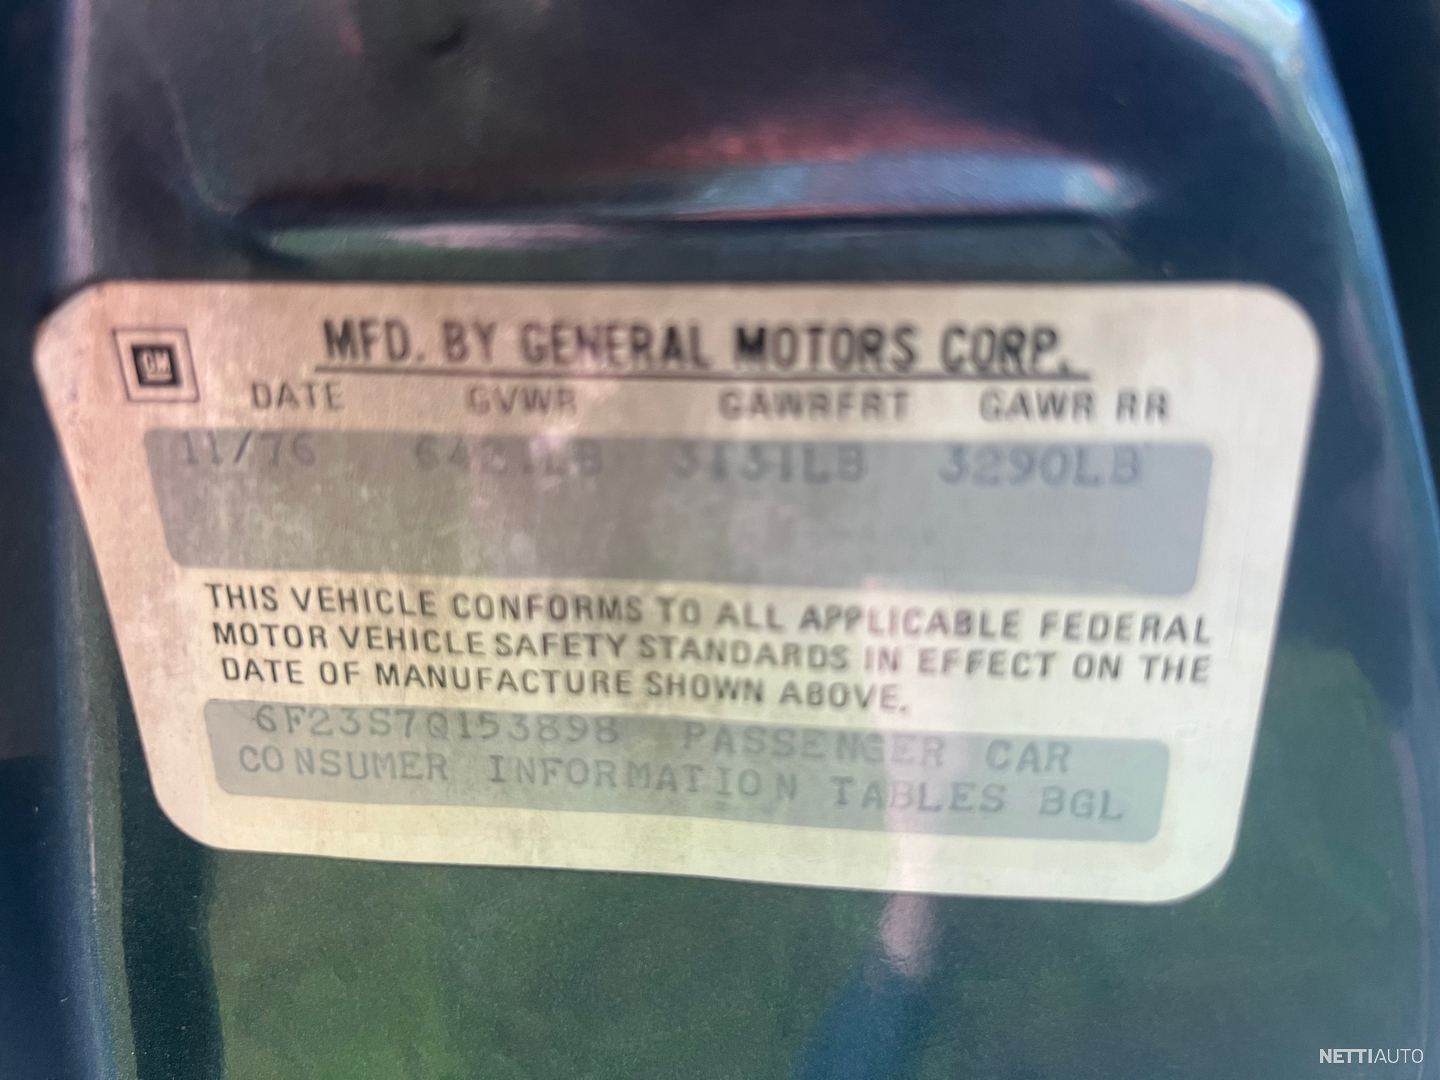 MFD. BY GENERAL MOTORS CORP.
GM
DATE GVWR GAWRFRT GAWR RR
11/76 6421LB 3131LB 3290LB
THIS VEHICLE CONFORMS TO ALL APPLICABLE FEDERAL
MOTOR VEHICLE SAFETY STANDARDS IN EFFECT ON THE
DATE OF MANUFACTURE SHOWN ABOVE.
6F23S7Q153898 PASSENGER CAR
CONSUMER INFORMATION TABLES BGL
NETTIAUTO